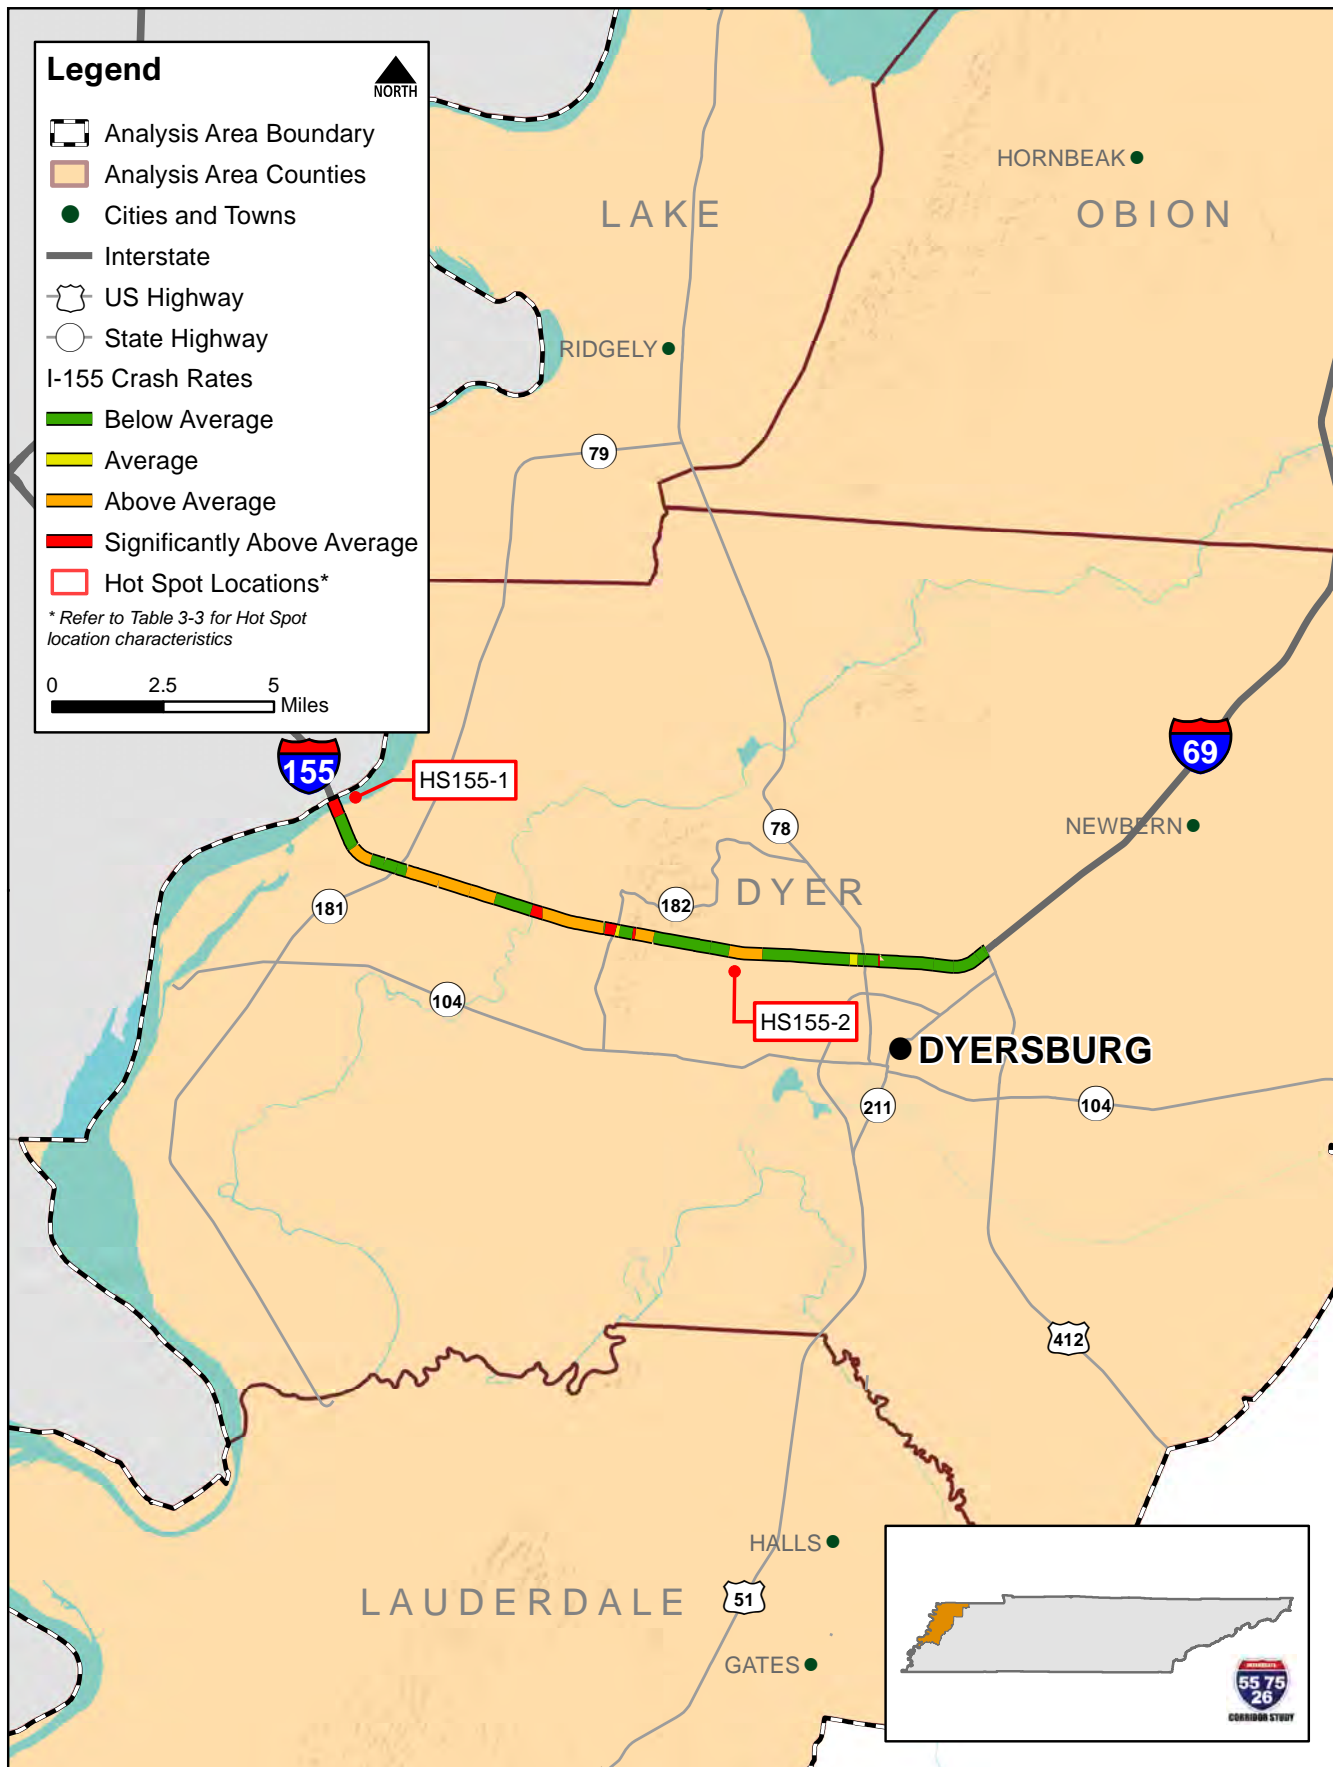 Legend
NORTH
Analysis Area Boundary
Analysis Area Counties
Cities and Towns
Interstate
US Highway
State Highway
I-155 Crash Rates
Below Average
Average
Above Average
Significantly Above Average
Hot Spot Locations*
* Refer to Table 3-3 for Hot Spot
location characteristics
0 2.5 5
Miles
HORNBEAK
LAKE
OBION
RIDGELY
79
155
HS155-1
69
78
NEWBERN
DYER
181
182
104
HS155-2
DYERSBURG
211
104
412
HALLS
LAUDERDALE
51
GATES
55 75
26
CORRIDOR STUDY